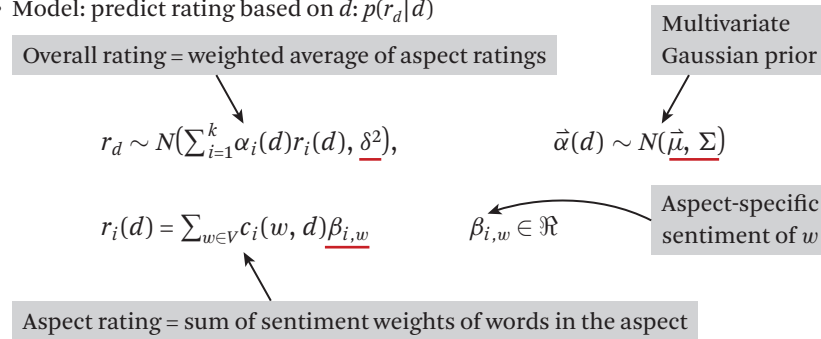 • Model: predict rating based on d: p(r_d|d)
Multivariate
Gaussian prior
Overall rating = weighted average of aspect ratings
r_d ∼ N(∑_{i=1}^k α_i(d)r_i(d), δ²),
α⃗(d) ∼ N(μ⃗, Σ)
Aspect-specific
sentiment of w
r_i(d) = ∑_{w∈V} c_i(w, d)β_{i,w}
β_{i,w} ∈ ℜ
Aspect rating = sum of sentiment weights of words in the aspect